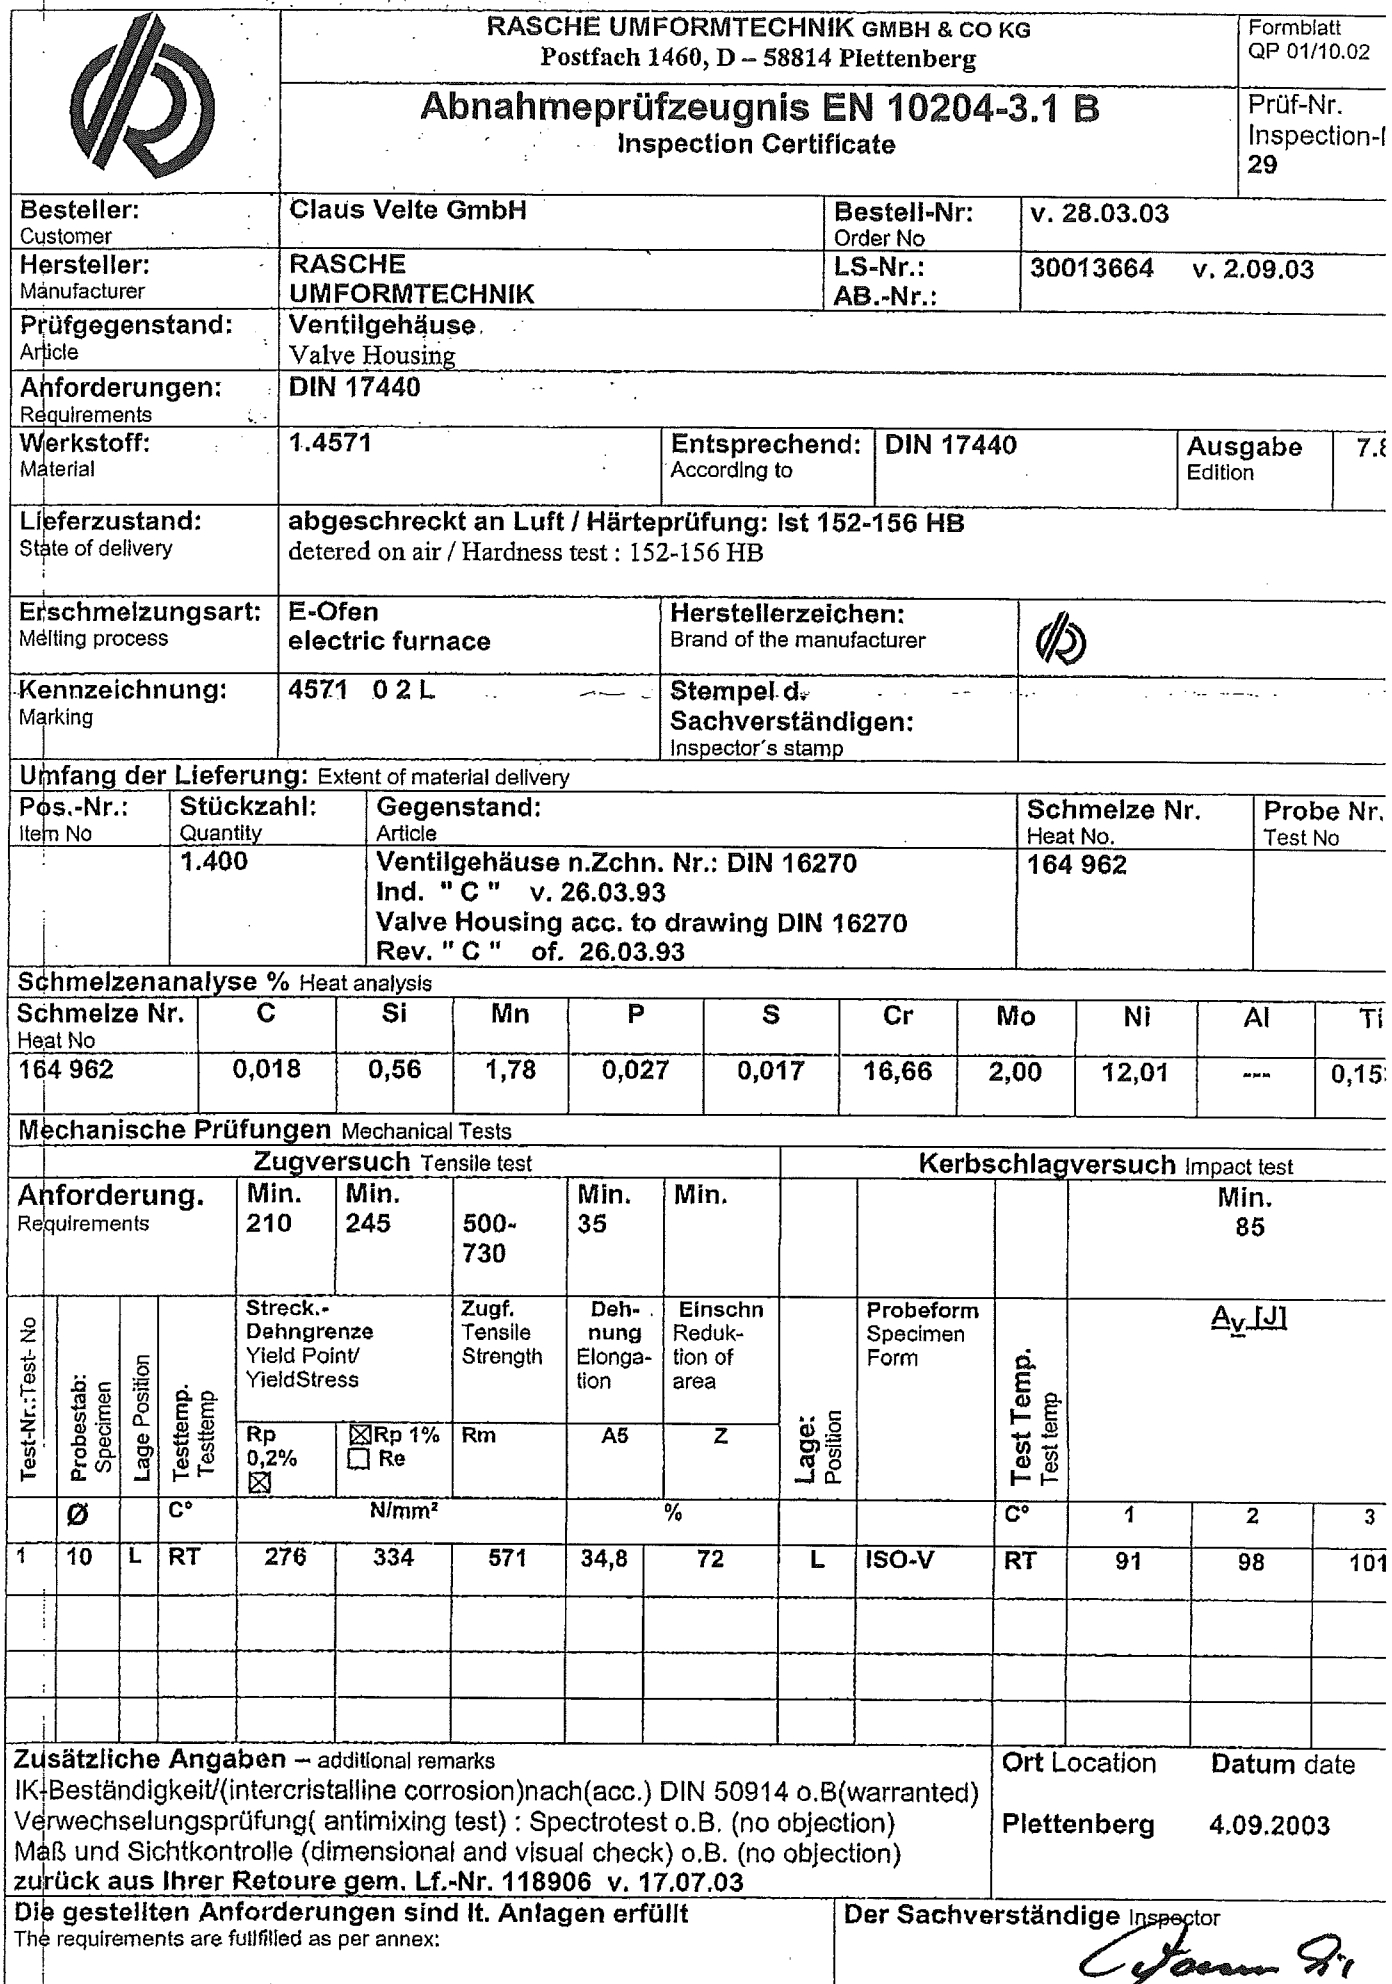 RASCHE UMFORMTECHNIK GMBH & CO KG
Postfach 1460, D – 58814 Plettenberg
Formblatt
QP 01/10.02
Abnahmeprüfzeugnis EN 10204-3.1 B
Inspection Certificate
Prüf-Nr.
Inspection-
29
Besteller: Claus Velte GmbH Bestell-Nr: v. 28.03.03
Customer Order No
Hersteller: RASCHE LS-Nr.: 30013664 v. 2.09.03
Manufacturer UMFORMTECHNIK AB.-Nr.:
Prüfgegenstand: Ventilgehäuse
Article Valve Housing
Anforderungen: DIN 17440
Requirements
Werkstoff: 1.4571 Entsprechend: DIN 17440 Ausgabe 7.8
Material According to Edition
Lieferzustand: abgeschreckt an Luft / Härteprüfung: Ist 152-156 HB
State of delivery detered on air / Hardness test : 152-156 HB
Erschmelzungsart: E-Ofen Herstellerzeichen:
Melting process electric furnace Brand of the manufacturer
Kennzeichnung: 4571 0 2 L Stempel d.
Marking Sachverständigen:
Inspector´s stamp
Umfang der Lieferung: Extent of material delivery
Pos.-Nr.: Stückzahl: Gegenstand: Schmelze Nr. Probe Nr.
Item No Quantity Article Heat No. Test No
1.400 Ventilgehäuse n.Zchn. Nr.: DIN 16270 164 962
Ind. " C " v. 26.03.93
Valve Housing acc. to drawing DIN 16270
Rev. " C " of. 26.03.93
Schmelzenanalyse % Heat analysis
Schmelze Nr. C Si Mn P S Cr Mo Ni Al Ti
Heat No
164 962 0,018 0,56 1,78 0,027 0,017 16,66 2,00 12,01 --- 0,15
Mechanische Prüfungen Mechanical Tests
Zugversuch Tensile test Kerbschlagversuch Impact test
Anforderung. Min. Min. Min. Min. Min.
Requirements 210 245 500- 35 85
730
Test-Nr.:Test- No
Probestab:
Specimen
Lage Position
Testtemp.
Testtemp
Streck.-
Dehngrenze
Yield Point/
YieldStress
Zugf.
Tensile
Strength
Deh-
nung
Elonga-
tion
Einschn
Reduk-
tion of
area
Lage:
Position
Probeform
Specimen
Form
Test Temp.
Test temp
Av [J]
Rp
0,2%
☒
☒Rp 1%
☐ Re
Rm A5 Z
Ø C° N/mm² % C° 1 2 3
1 10 L RT 276 334 571 34,8 72 L ISO-V RT 91 98 101
Zusätzliche Angaben – additional remarks
IK-Beständigkeit/(intercristalline corrosion)nach(acc.) DIN 50914 o.B(warranted)
Verwechselungsprüfung( antimixing test) : Spectrotest o.B. (no objection)
Maß und Sichtkontrolle (dimensional and visual check) o.B. (no objection)
zurück aus Ihrer Retoure gem. Lf.-Nr. 118906 v. 17.07.03
Ort Location Datum date
Plettenberg 4.09.2003
Die gestellten Anforderungen sind lt. Anlagen erfüllt
The requirements are fullfilled as per annex:
Der Sachverständige Inspector